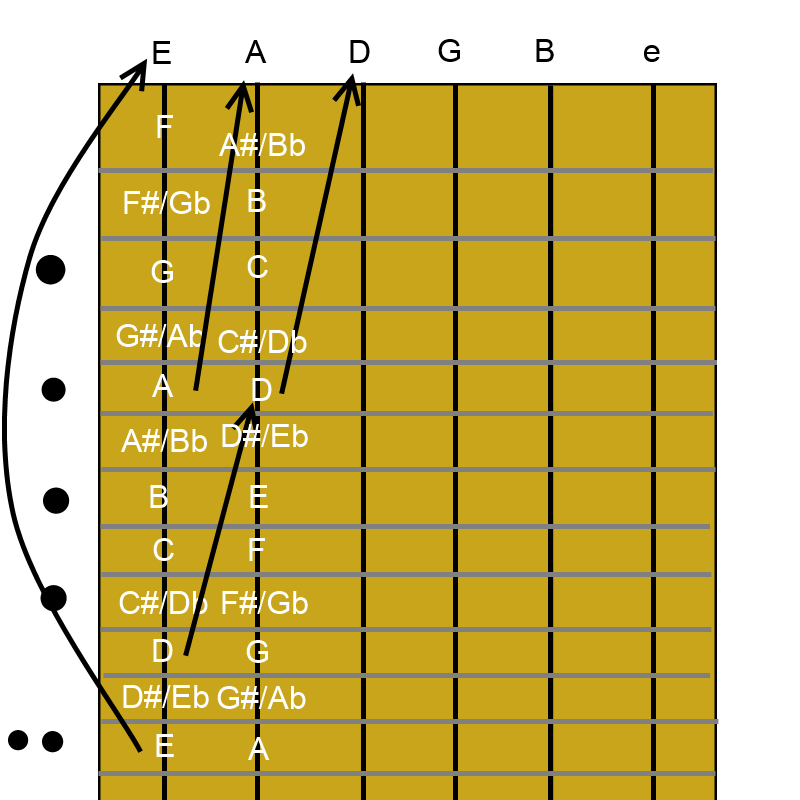 E A D G B e
F A#/Bb
F#/Gb B
G C
G#/Ab C#/Db
A D
A#/Bb D#/Eb
B E
C F
C#/Db F#/Gb
D G
D#/Eb G#/Ab
E A